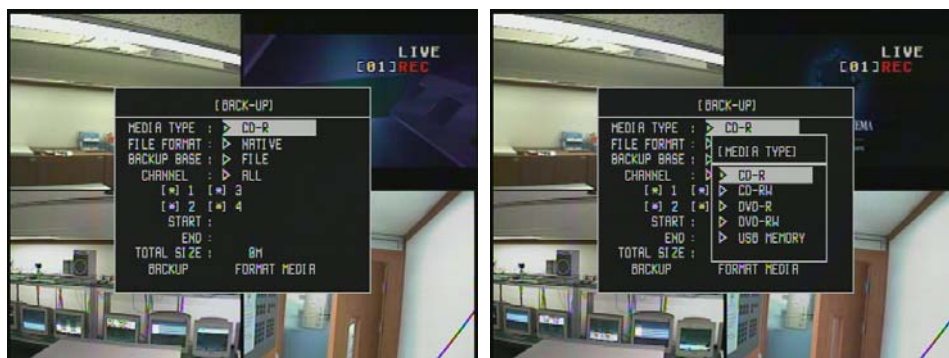 LIVE
[01]REC
[BACK-UP]
MEDIA TYPE : ▷ CD-R
FILE FORMAT : ▷ NATIVE
BACKUP BASE : ▷ FILE
CHANNEL : ▷ ALL
[*] 1 [*] 3
[*] 2 [*] 4
START :
END :
TOTAL SIZE : 0M
BACKUP FORMAT MEDIA
LIVE
[01]REC
[BACK-UP]
MEDIA TYPE : ▷ CD-R
FILE FORMAT :
BACKUP BASE :
CHANNEL :
[*] 1 [*]
[*] 2 [*]
START :
END :
TOTAL SIZE :
BACKUP FORMAT MEDIA
[MEDIA TYPE]
▷ CD-R
▷ CD-RW
▷ DVD-R
▷ DVD-RW
▷ USB MEMORY